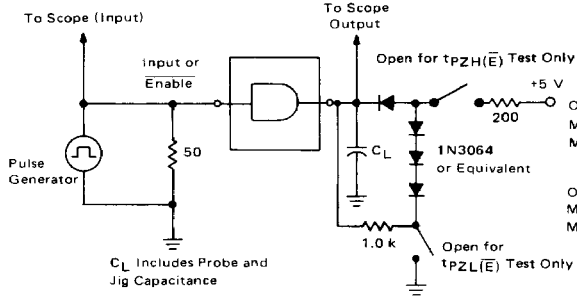 To Scope (Input)
To Scope
Output
Input or
Enable
Open for tPZH(E̅) Test Only
+5 V
200
Pulse
Generator
50
CL
1N3064
or Equivalent
1.0 k
CL Includes Probe and
Jig Capacitance
Open for
tPZL(E̅) Test Only
O
M
M
O
M
M